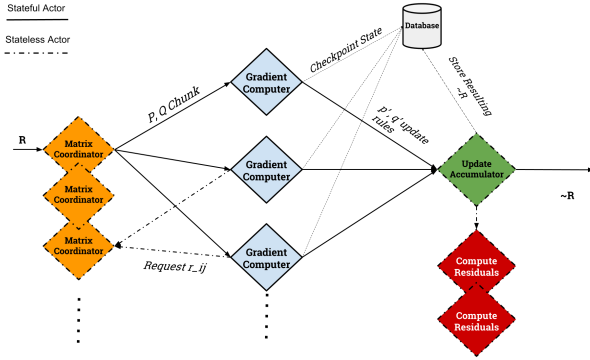 Stateful Actor
Stateless Actor
R
Matrix
Coordinator
Matrix
Coordinator
Matrix
Coordinator
P, Q Chunk
Request r_ij
Gradient
Computer
Gradient
Computer
Gradient
Computer
Checkpoint State
Database
Store Resulting
~R
p', q' update
rules
Update
Accumulator
~R
Compute
Residuals
Compute
Residuals